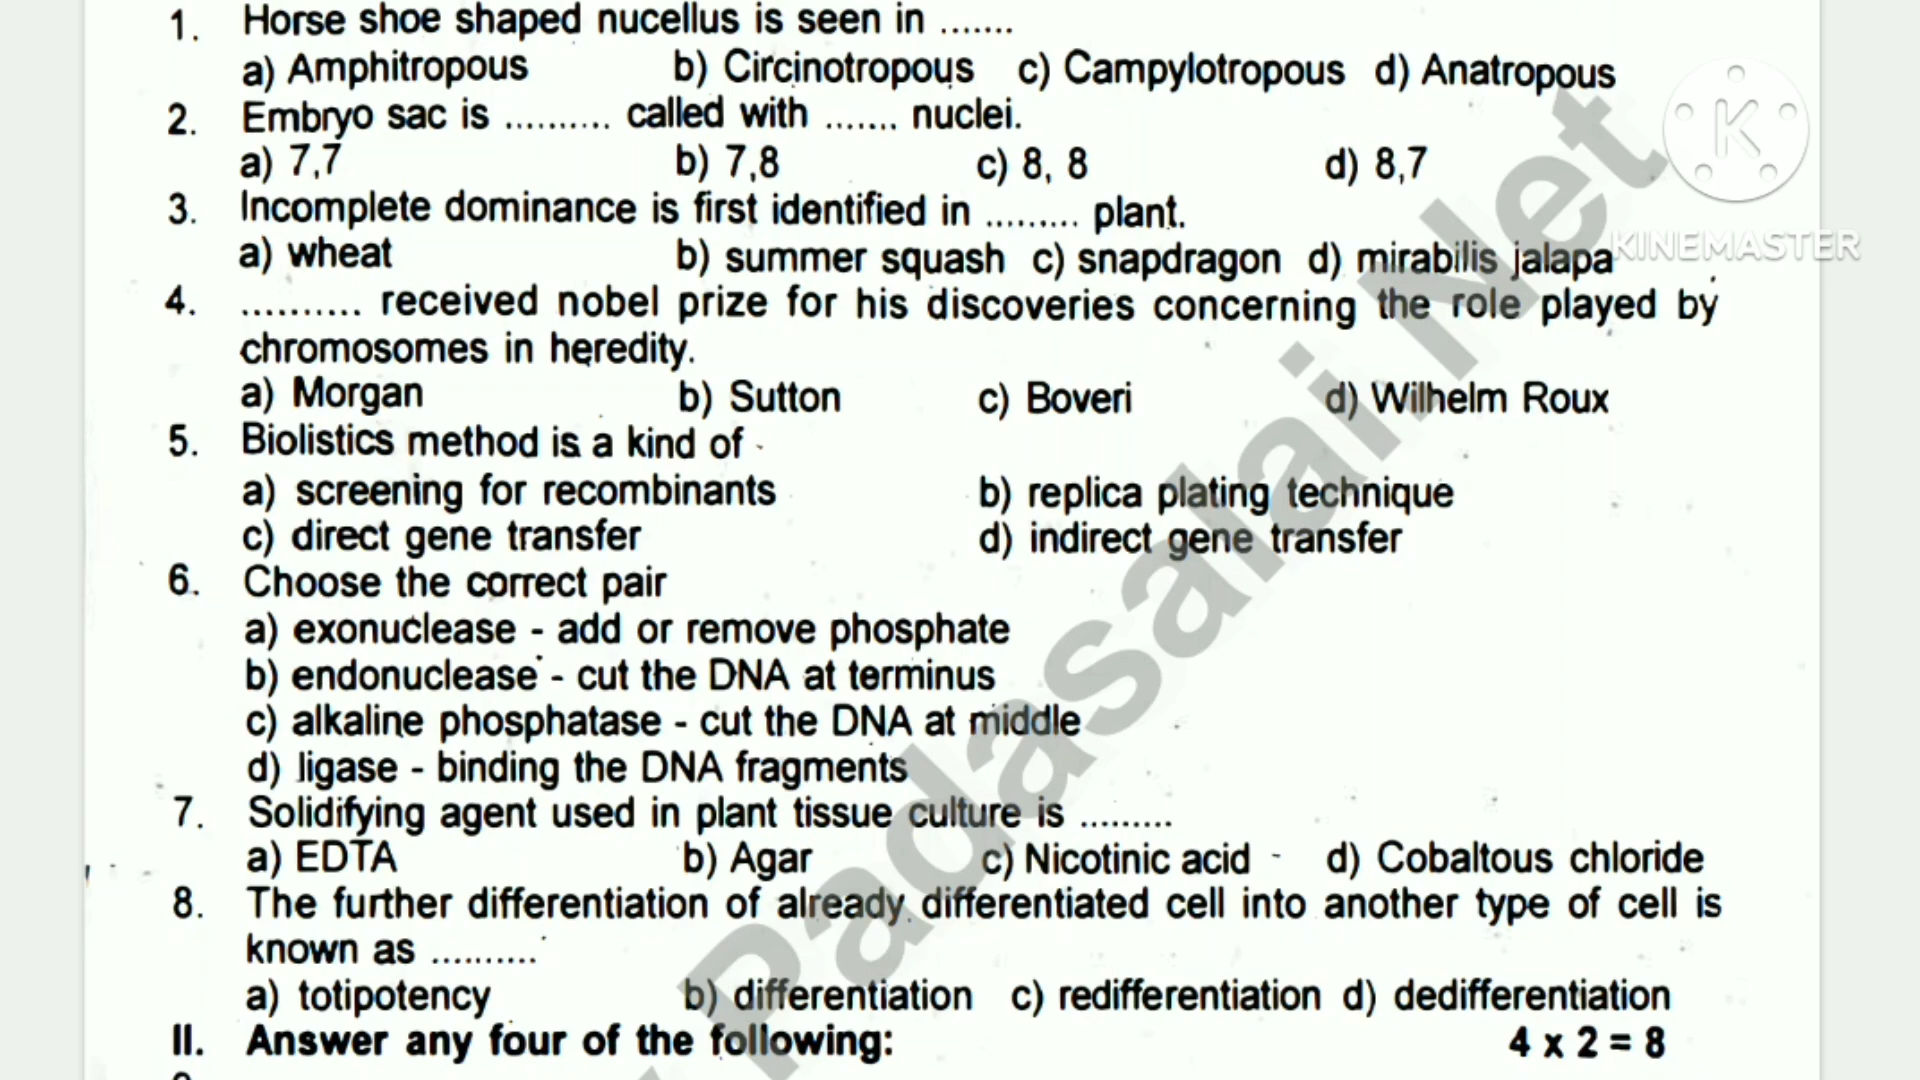 1. Horse shoe shaped nucellus is seen in .......
a) Amphitropous b) Circinotropous c) Campylotropous d) Anatropous
2. Embryo sac is .......... called with ....... nuclei.
a) 7,7 b) 7,8 c) 8, 8 d) 8,7
3. Incomplete dominance is first identified in ......... plant.
a) wheat b) summer squash c) snapdragon d) mirabilis jalapa
4. .......... received nobel prize for his discoveries concerning the role played by
chromosomes in heredity.
a) Morgan b) Sutton c) Boveri d) Wilhelm Roux
5. Biolistics method is a kind of
a) screening for recombinants b) replica plating technique
c) direct gene transfer d) indirect gene transfer
6. Choose the correct pair
a) exonuclease - add or remove phosphate
b) endonuclease - cut the DNA at terminus
c) alkaline phosphatase - cut the DNA at middle
d) ligase - binding the DNA fragments
7. Solidifying agent used in plant tissue culture is .........
a) EDTA b) Agar c) Nicotinic acid - d) Cobaltous chloride
8. The further differentiation of already differentiated cell into another type of cell is
known as ..........
a) totipotency b) differentiation c) redifferentiation d) dedifferentiation
II. Answer any four of the following: 4 x 2 = 8
Padasalai.Net
K
KINEMASTER